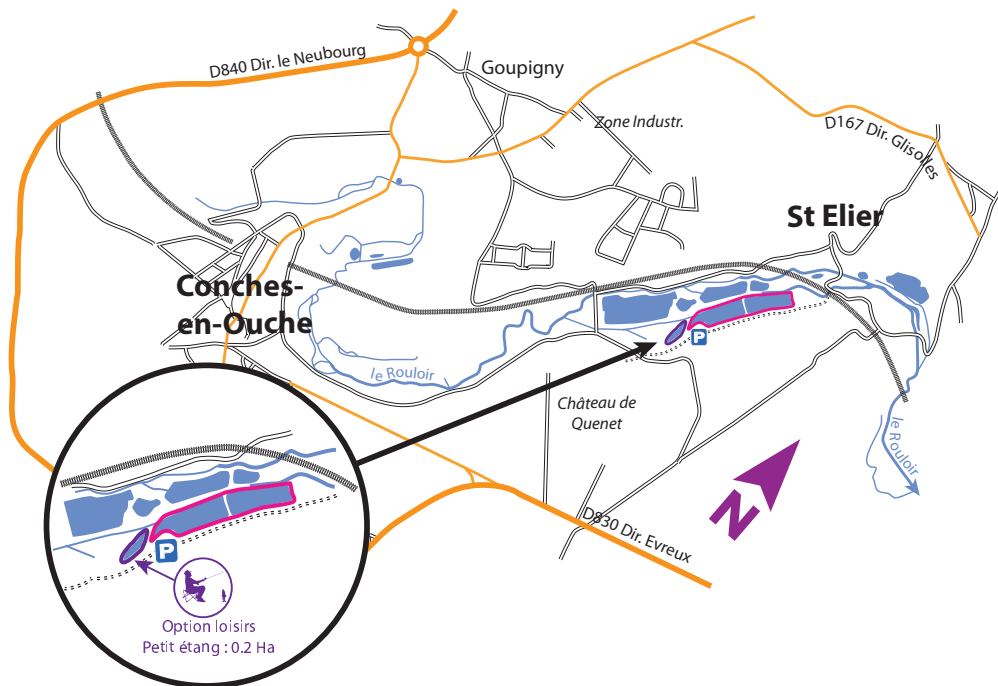 D840 Dir. le Neubourg
Goupigny
Zone Industr.
D167 Dir. Glisolles
St Elier
Conches-
en-Ouche
le Rouloir
P
Château de
Quenet
le Rouloir
N
D830 Dir. Evreux
P
Option loisirs
Petit étang : 0.2 Ha